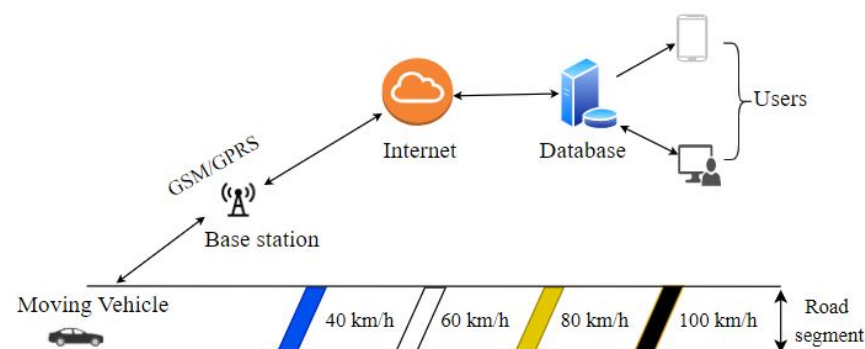 Users
Internet
Database
GSM/GPRS
Base station
Moving Vehicle
40 km/h
60 km/h
80 km/h
100 km/h
Road
segment